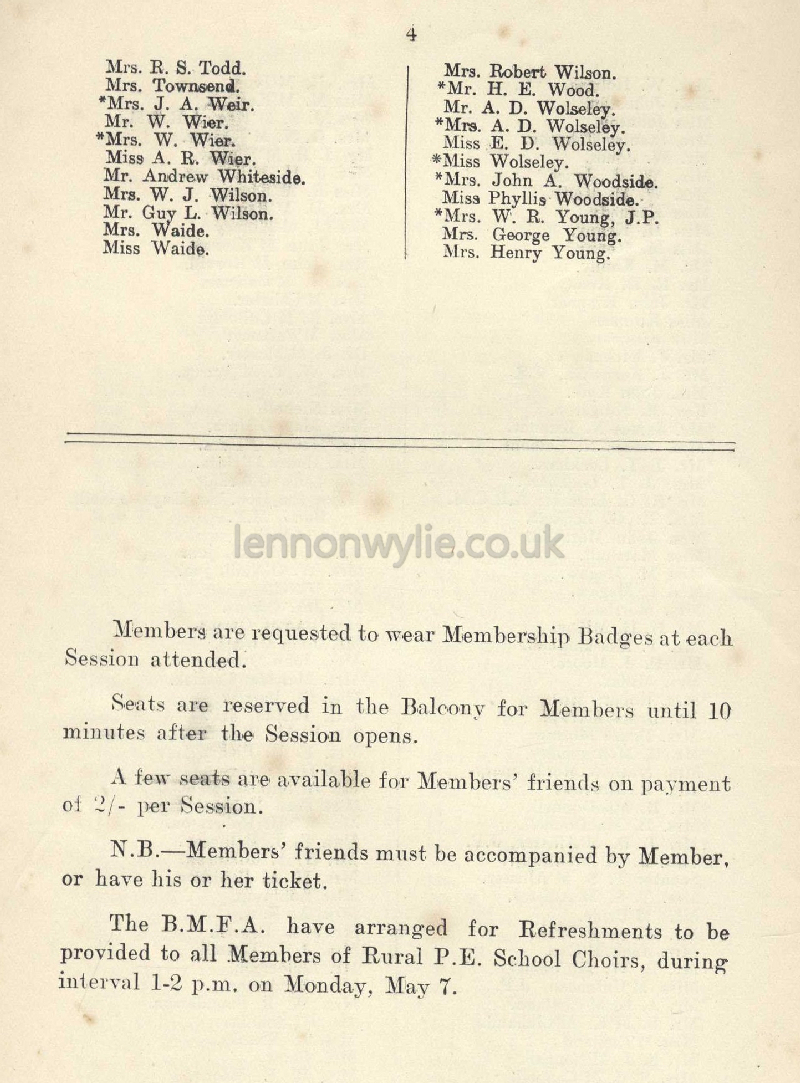 4
Mrs. R. S. Todd.
Mrs. Townsend.
*Mrs. J. A. Weir.
Mr. W. Wier.
*Mrs. W. Wier.
Miss A. R. Wier.
Mr. Andrew Whiteside.
Mrs. W. J. Wilson.
Mr. Guy L. Wilson.
Mrs. Waide.
Miss Waide.
Mrs. Robert Wilson.
*Mr. H. E. Wood.
Mr. A. D. Wolseley.
*Mrs. A. D. Wolseley.
Miss E. D. Wolseley.
*Miss Wolseley.
*Mrs. John A. Woodside.
Miss Phyllis Woodside.
*Mrs. W. R. Young, J.P.
Mrs. George Young.
Mrs. Henry Young.
lennonwylie.co.uk
Members are requested to wear Membership Badges at each
Session attended.
Seats are reserved in the Balcony for Members until 10
minutes after the Session opens.
A few seats are available for Members' friends on payment
of 2/- per Session.
N.B.—Members' friends must be accompanied by Member,
or have his or her ticket.
The B.M.F.A. have arranged for Refreshments to be
provided to all Members of Rural P.E. School Choirs, during
interval 1-2 p.m. on Monday, May 7.